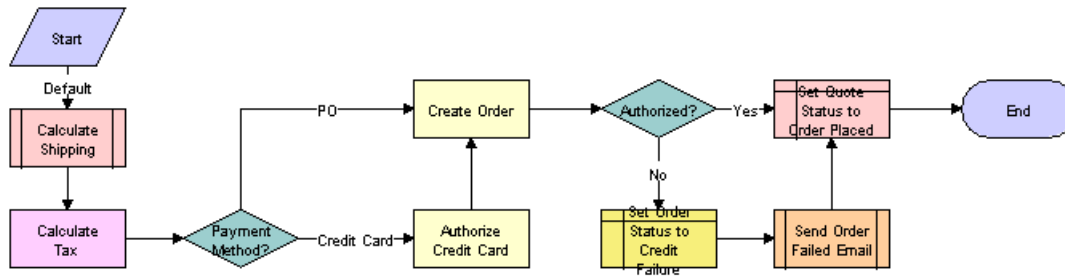 Start
Default
Calculate
Shipping
Calculate
Tax
Payment
Method?
PO
Credit Card
Create Order
Authorize
Credit Card
Authorized?
Yes
No
Set Order
Status to
Credit
Failure
Send Order
Failed Email
Set Quote
Status to
Order Placed
End